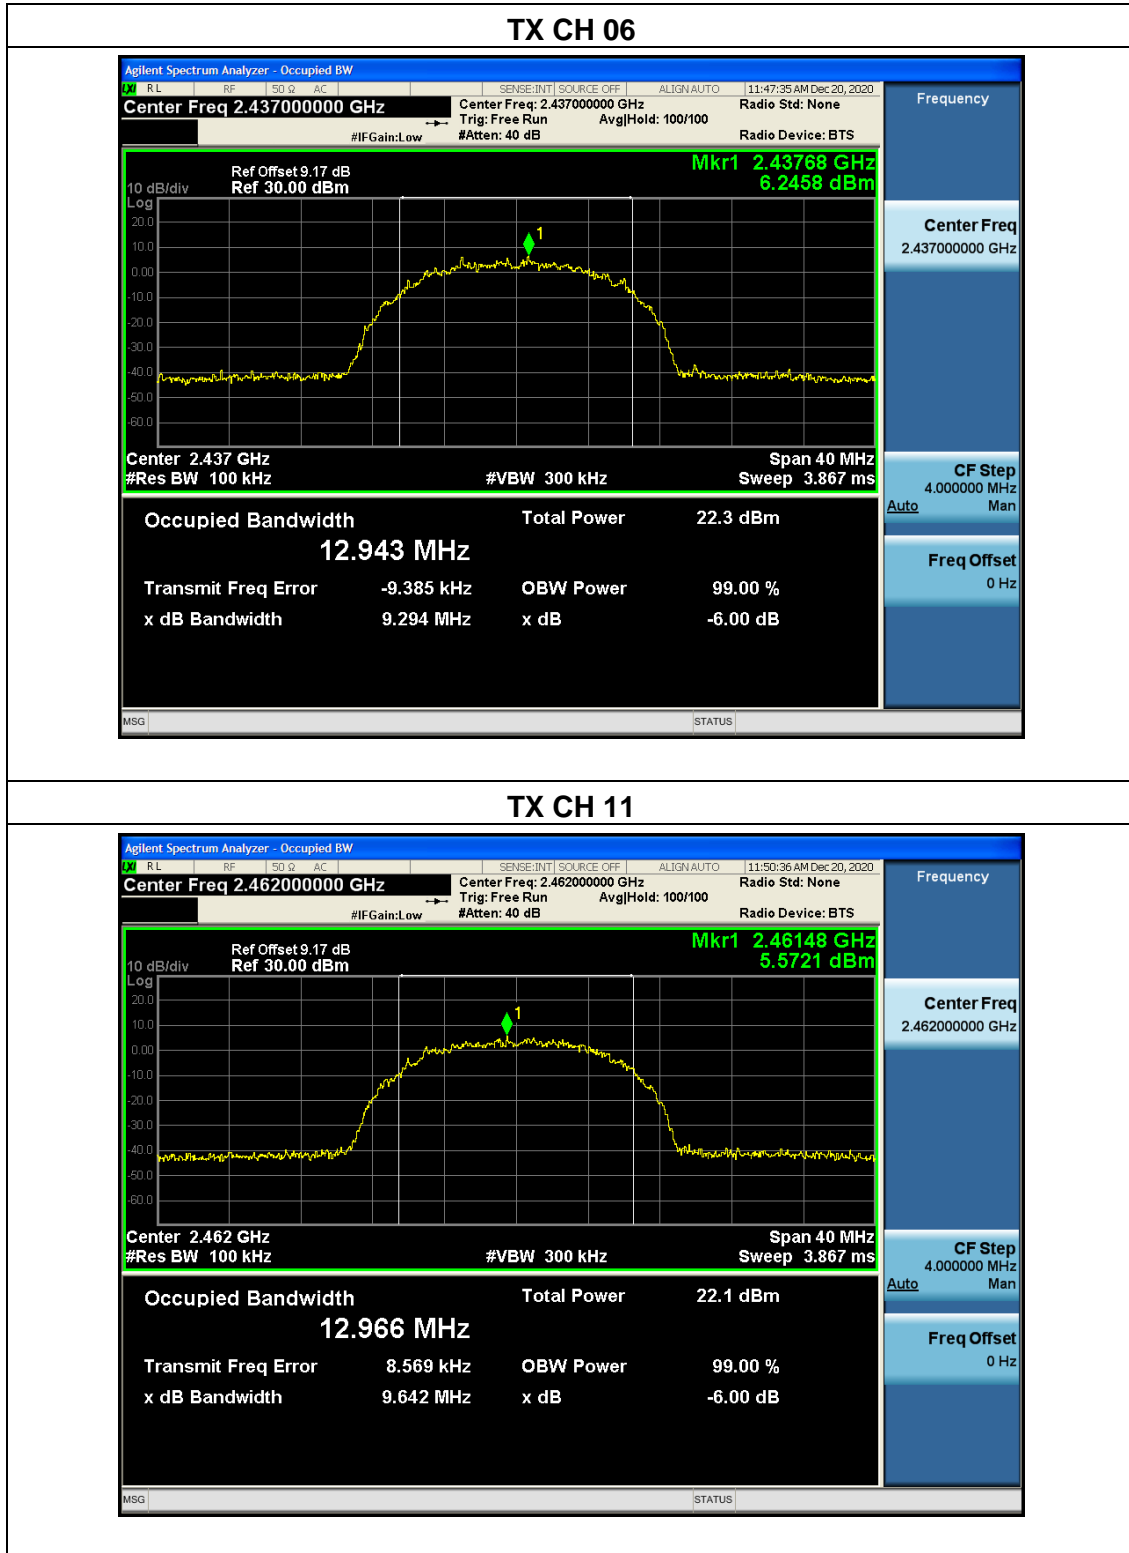 TX CH 06
Agilent Spectrum Analyzer - Occupied BW
LXI RL RF 50 Ω AC SENSE:INT SOURCE OFF ALIGN AUTO 11:47:35 AM Dec 20, 2020
Center Freq 2.437000000 GHz
Center Freq: 2.437000000 GHz Radio Std: None
Trig: Free Run Avg|Hold: 100/100
#IFGain:Low #Atten: 40 dB Radio Device: BTS
Frequency
Mkr1 2.43768 GHz
6.2458 dBm
Ref Offset 9.17 dB
10 dB/div Ref 30.00 dBm
Log
20.0
10.0
0.00
-10.0
-20.0
-30.0
-40.0
-50.0
-60.0
1
Center 2.437 GHz Span 40 MHz
#Res BW 100 kHz #VBW 300 kHz Sweep 3.867 ms
Occupied Bandwidth Total Power 22.3 dBm
12.943 MHz
Transmit Freq Error -9.385 kHz OBW Power 99.00 %
x dB Bandwidth 9.294 MHz x dB -6.00 dB
Center Freq
2.437000000 GHz
CF Step
4.000000 MHz
Auto Man
Freq Offset
0 Hz
MSG STATUS
TX CH 11
Agilent Spectrum Analyzer - Occupied BW
LXI RL RF 50 Ω AC SENSE:INT SOURCE OFF ALIGN AUTO 11:50:36 AM Dec 20, 2020
Center Freq 2.462000000 GHz
Center Freq: 2.462000000 GHz Radio Std: None
Trig: Free Run Avg|Hold: 100/100
#IFGain:Low #Atten: 40 dB Radio Device: BTS
Frequency
Mkr1 2.46148 GHz
5.5721 dBm
Ref Offset 9.17 dB
10 dB/div Ref 30.00 dBm
Log
20.0
10.0
0.00
-10.0
-20.0
-30.0
-40.0
-50.0
-60.0
1
Center 2.462 GHz Span 40 MHz
#Res BW 100 kHz #VBW 300 kHz Sweep 3.867 ms
Occupied Bandwidth Total Power 22.1 dBm
12.966 MHz
Transmit Freq Error 8.569 kHz OBW Power 99.00 %
x dB Bandwidth 9.642 MHz x dB -6.00 dB
Center Freq
2.462000000 GHz
CF Step
4.000000 MHz
Auto Man
Freq Offset
0 Hz
MSG STATUS